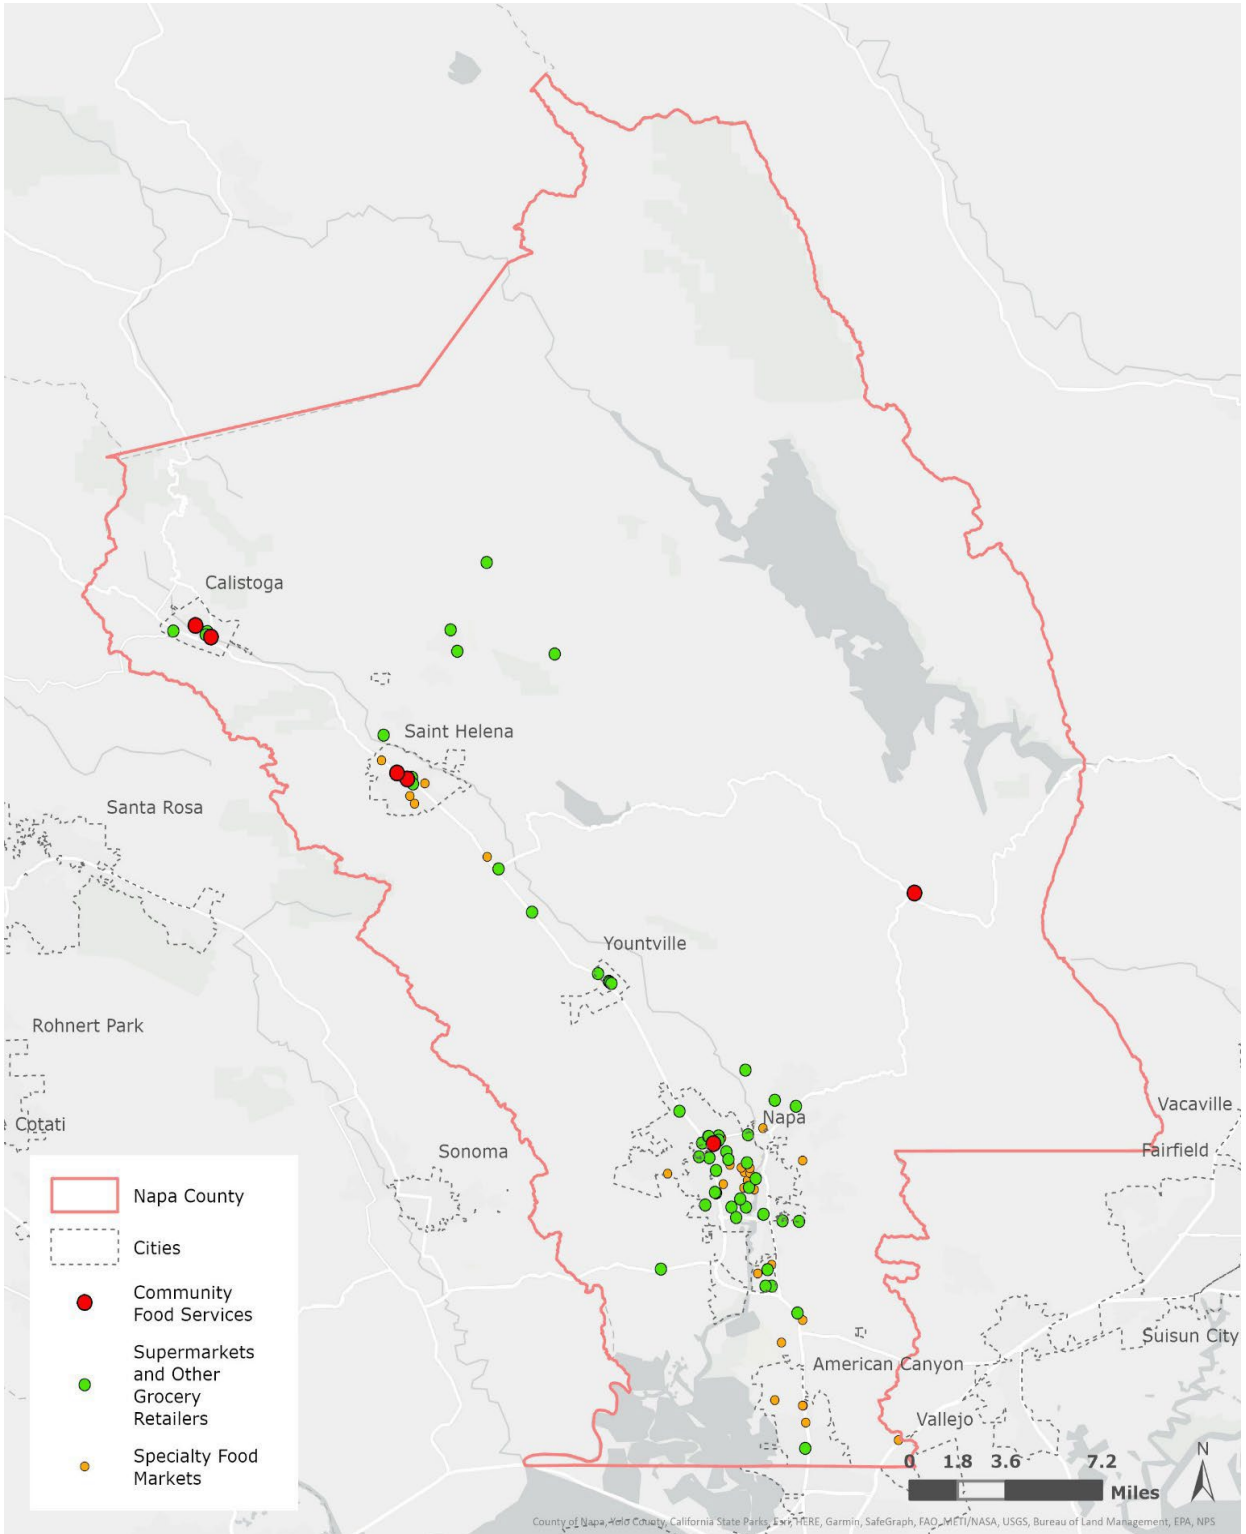 Calistoga
Saint Helena
Santa Rosa
Yountville
Rohnert Park
Napa
Vacaville
Cotati
Sonoma
Fairfield
Napa County
Cities
Community
Food Services
Supermarkets
and Other
Grocery
Retailers
Specialty Food
Markets
Suisun City
American Canyon
Vallejo
N
0 1.8 3.6 7.2
Miles
County of Napa, Yolo County, California State Parks, Esri, HERE, Garmin, SafeGraph, FAO, METI/NASA, USGS, Bureau of Land Management, EPA, NPS